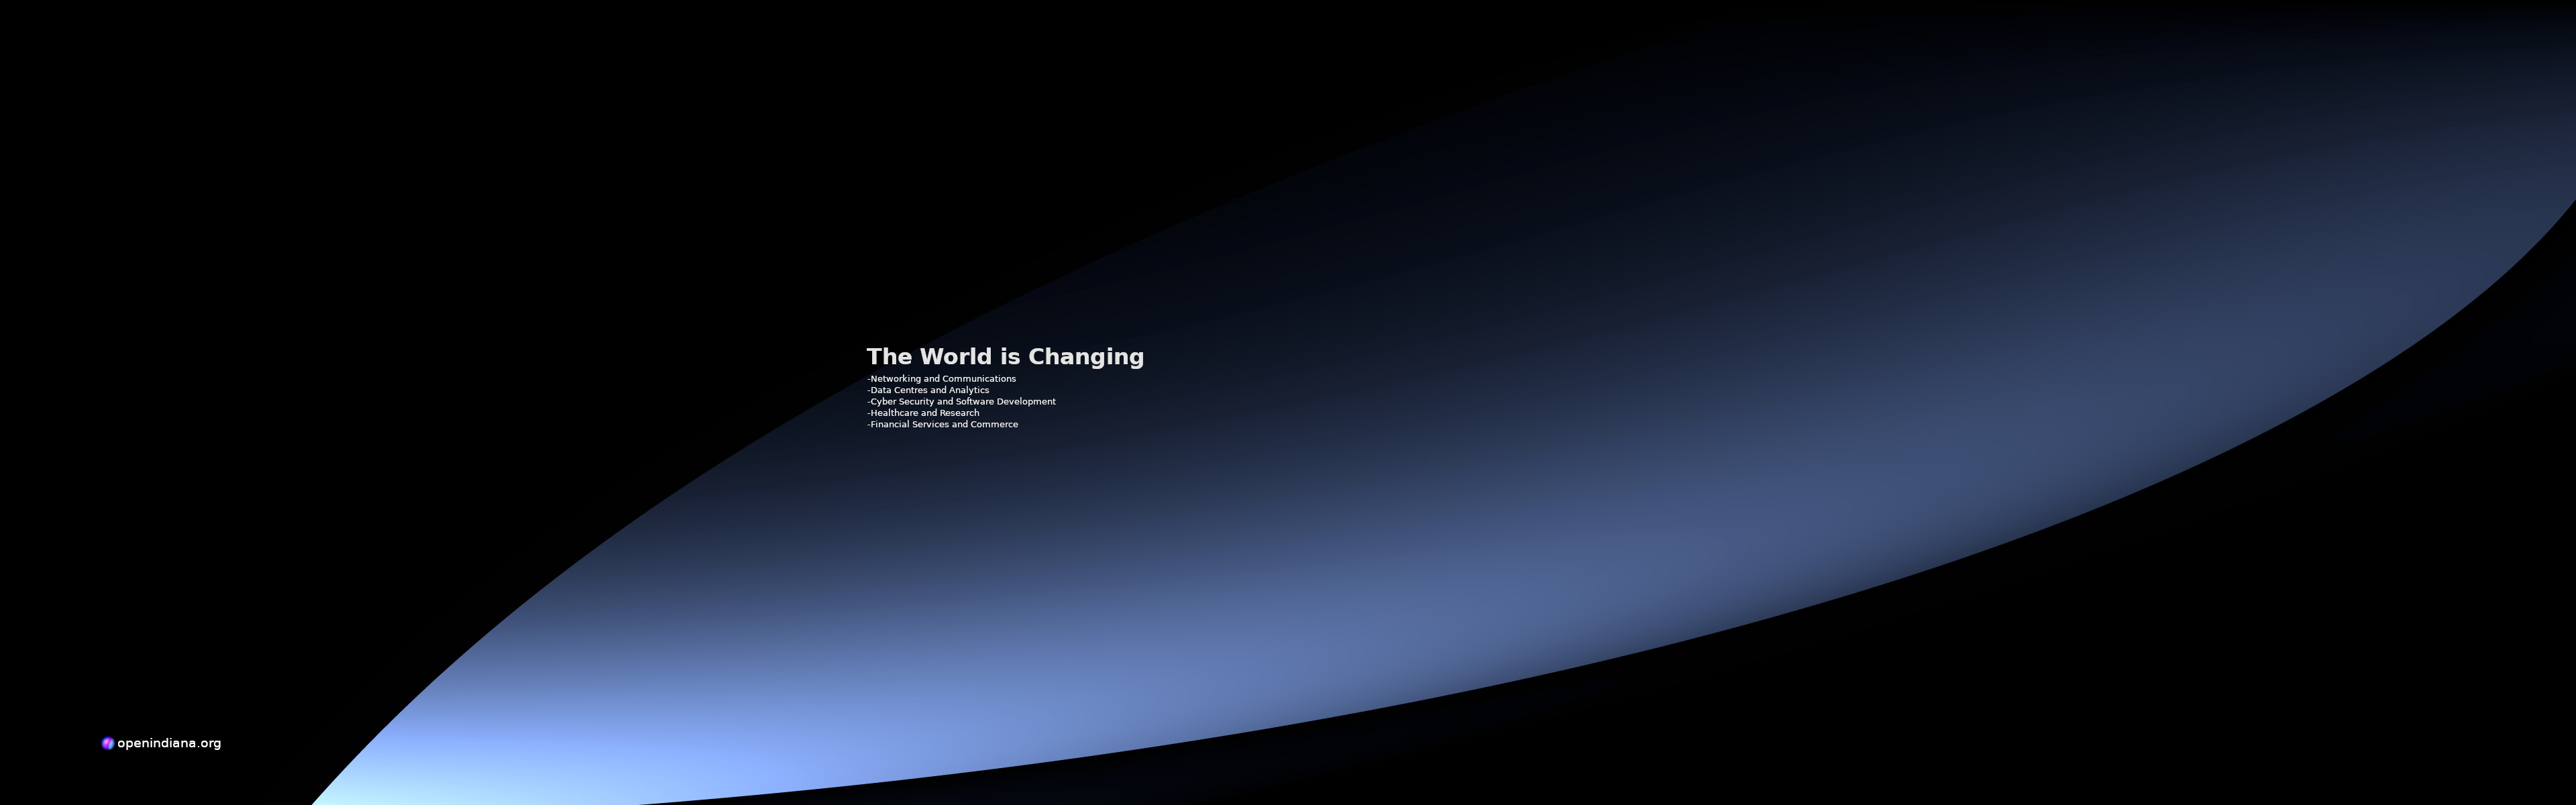 The World is Changing
-Networking and Communications
-Data Centres and Analytics
-Cyber Security and Software Development
-Healthcare and Research
-Financial Services and Commerce
openindiana.org